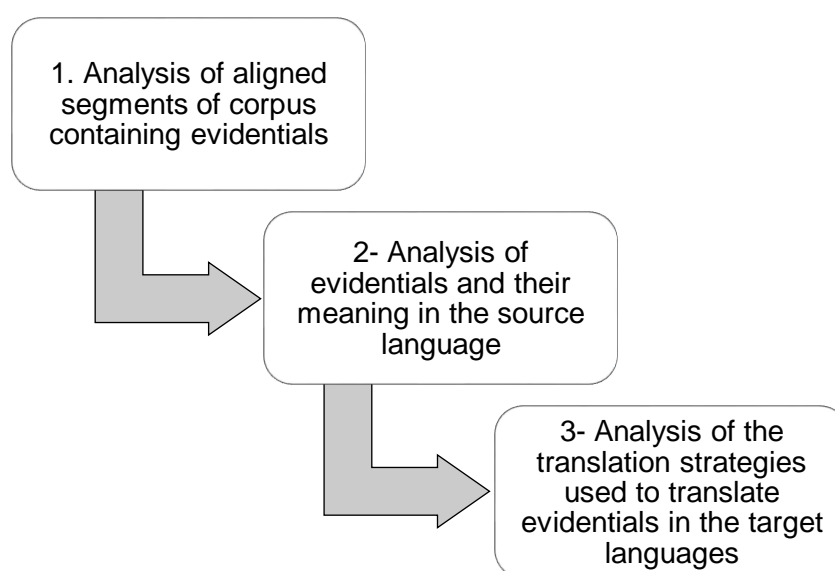 1. Analysis of aligned
segments of corpus
containing evidentials
2- Analysis of
evidentials and their
meaning in the source
language
3- Analysis of the
translation strategies
used to translate
evidentials in the target
languages